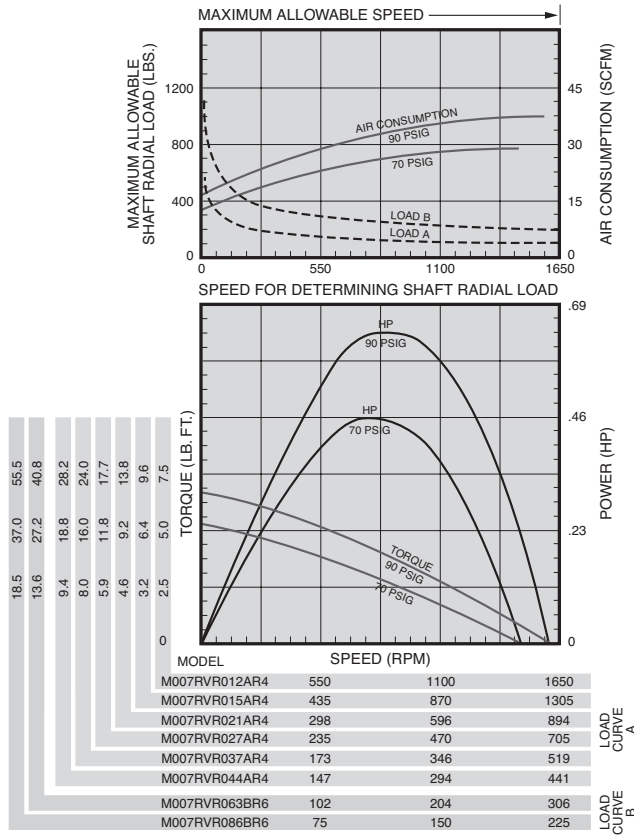 MAXIMUM ALLOWABLE SPEED
MAXIMUM ALLOWABLE
SHAFT RADIAL LOAD (LBS.)
1200
800
400
0
AIR CONSUMPTION
90 PSIG
70 PSIG
LOAD B
LOAD A
45
30
15
0
AIR CONSUMPTION (SCFM)
0 550 1100 1650
SPEED FOR DETERMINING SHAFT RADIAL LOAD
HP
90 PSIG
HP
70 PSIG
TORQUE
90 PSIG
70 PSIG
.69
.46
.23
0
POWER (HP)
TORQUE (LB. FT.)
55.5 40.8 28.2 24.0 17.7 13.8 9.6 7.5
37.0 27.2 18.8 16.0 11.8 9.2 6.4 5.0
18.5 13.6 9.4 8.0 5.9 4.6 3.2 2.5
0
MODEL SPEED (RPM)
M007RVR012AR4 550 1100 1650
M007RVR015AR4 435 870 1305
M007RVR021AR4 298 596 894
M007RVR027AR4 235 470 705
M007RVR037AR4 173 346 519
M007RVR044AR4 147 294 441
LOAD
CURVE
A
M007RVR063BR6 102 204 306
M007RVR086BR6 75 150 225
LOAD
CURVE
B